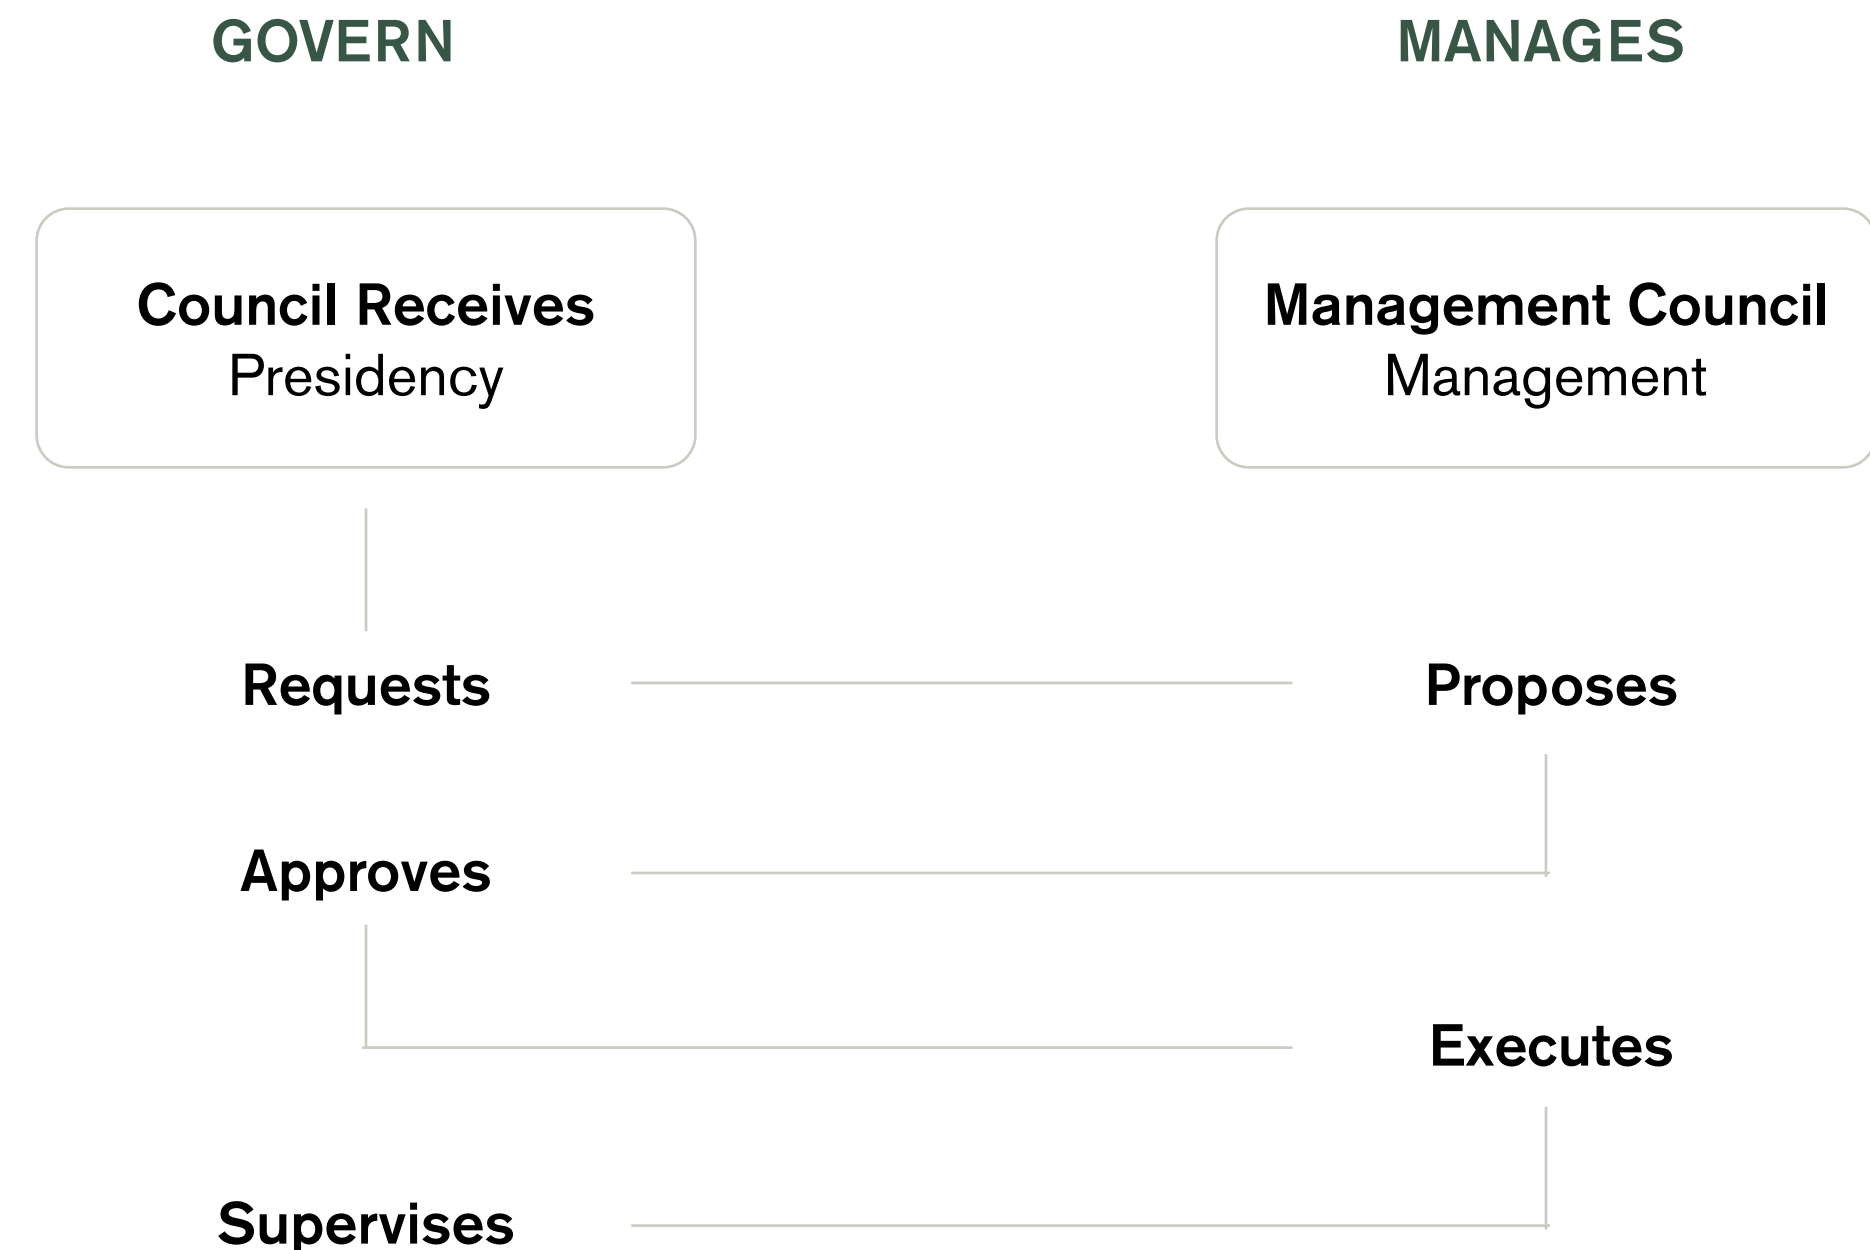 GOVERN
MANAGES
Council Receives
Presidency
Management Council
Management
Requests
Proposes
Approves
Executes
Supervises